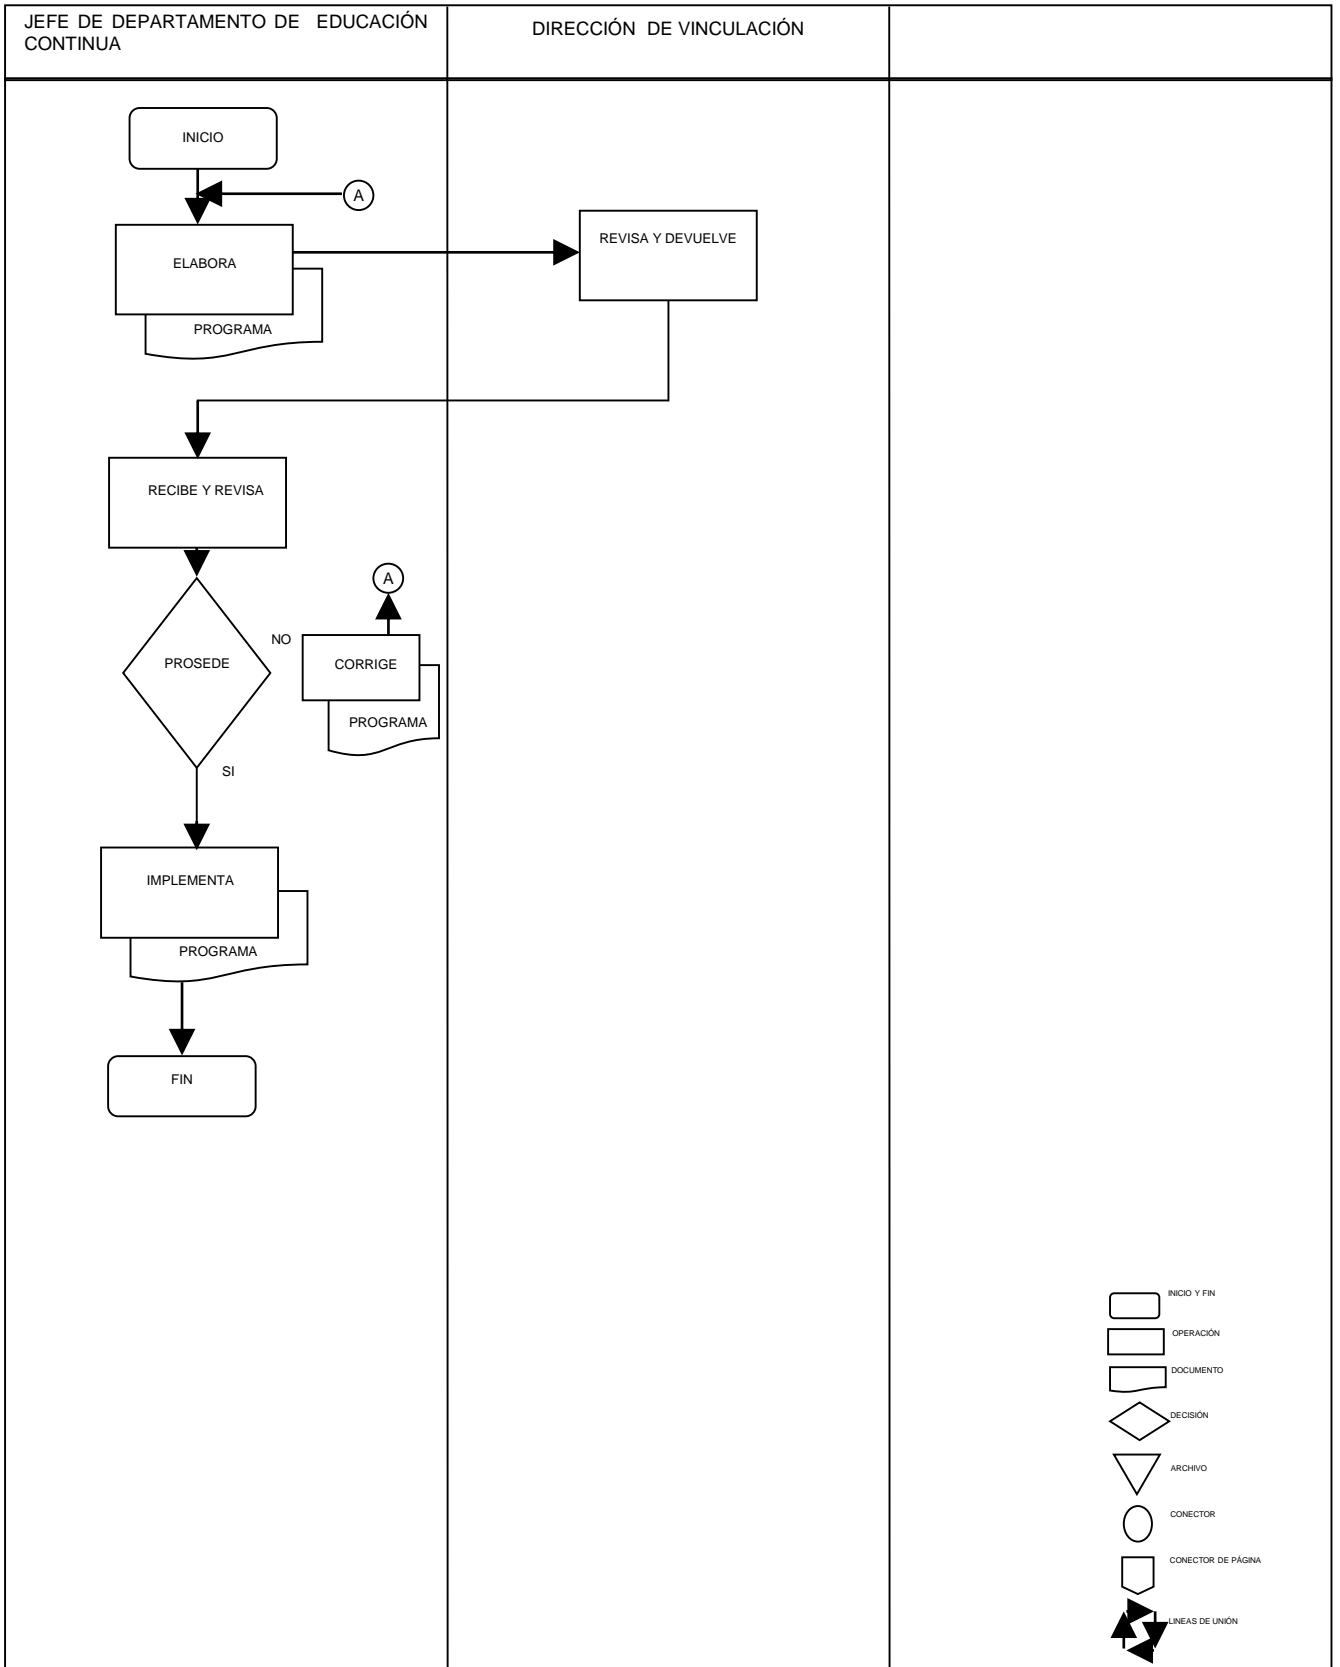 JEFE DE DEPARTAMENTO DE EDUCACIÓN
CONTINUA
DIRECCIÓN DE VINCULACIÓN
INICIO
A
ELABORA
PROGRAMA
REVISA Y DEVUELVE
RECIBE Y REVISA
A
PROSEDE
NO
CORRIGE
PROGRAMA
SI
IMPLEMENTA
PROGRAMA
FIN
INICIO Y FIN
OPERACIÓN
DOCUMENTO
DECISIÓN
ARCHIVO
CONECTOR
CONECTOR DE PÁGINA
LINEAS DE UNIÓN